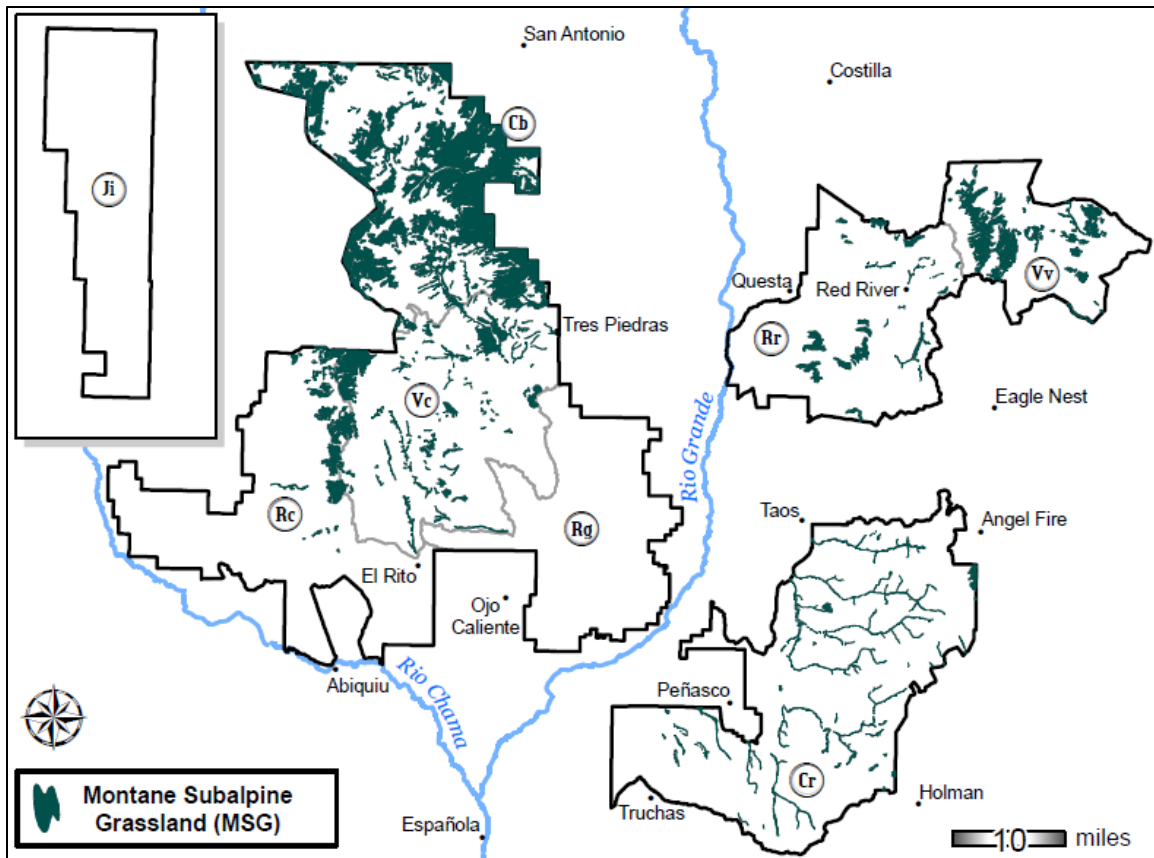 San Antonio
Costilla
Cb
Ji
Vv
Questa
Red River
Tres Piedras
Rr
Vc
Eagle Nest
Rio Grande
Rc
Taos
Angel Fire
Rg
El Rito
Ojo
Caliente
Rio Chama
Abiquiu
Peñasco
Cr
Montane Subalpine
Grassland (MSG)
Truchas
Holman
Española
10 miles